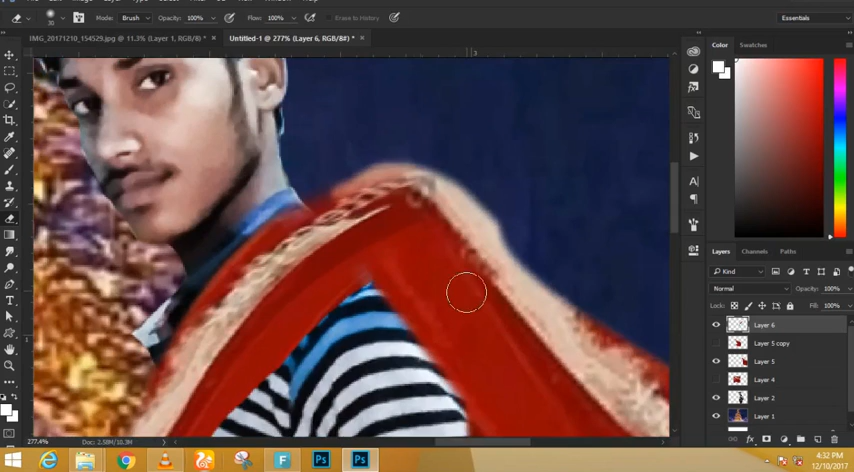 Mode: Brush Opacity: 100% Flow: 100% Erase to History Essentials
30
IMG_20171210_154529.jpg @ 11.3% (Layer 1, RGB/8) * × Untitled-1 @ 277% (Layer 6, RGB/8#) * ×
3
Color Swatches
Layers Channels Paths
Kind
Normal Opacity: 100%
Lock: Fill: 100%
Layer 6
Layer 5 copy
Layer 5
Layer 4
Layer 2
Layer 1
277.4% Doc: 2.58M/10.3M
4:32 PM
12/10/2017